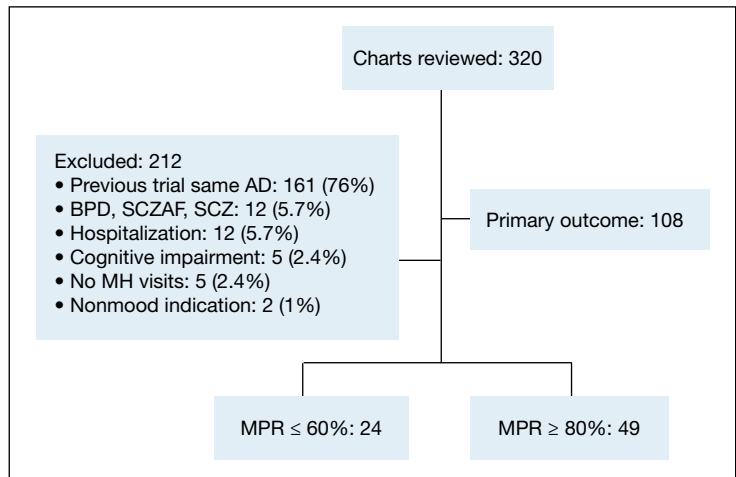 Charts reviewed: 320
Excluded: 212
• Previous trial same AD: 161 (76%)
• BPD, SCZAF, SCZ: 12 (5.7%)
• Hospitalization: 12 (5.7%)
• Cognitive impairment: 5 (2.4%)
• No MH visits: 5 (2.4%)
• Nonmood indication: 2 (1%)
Primary outcome: 108
MPR ≤ 60%: 24
MPR ≥ 80%: 49